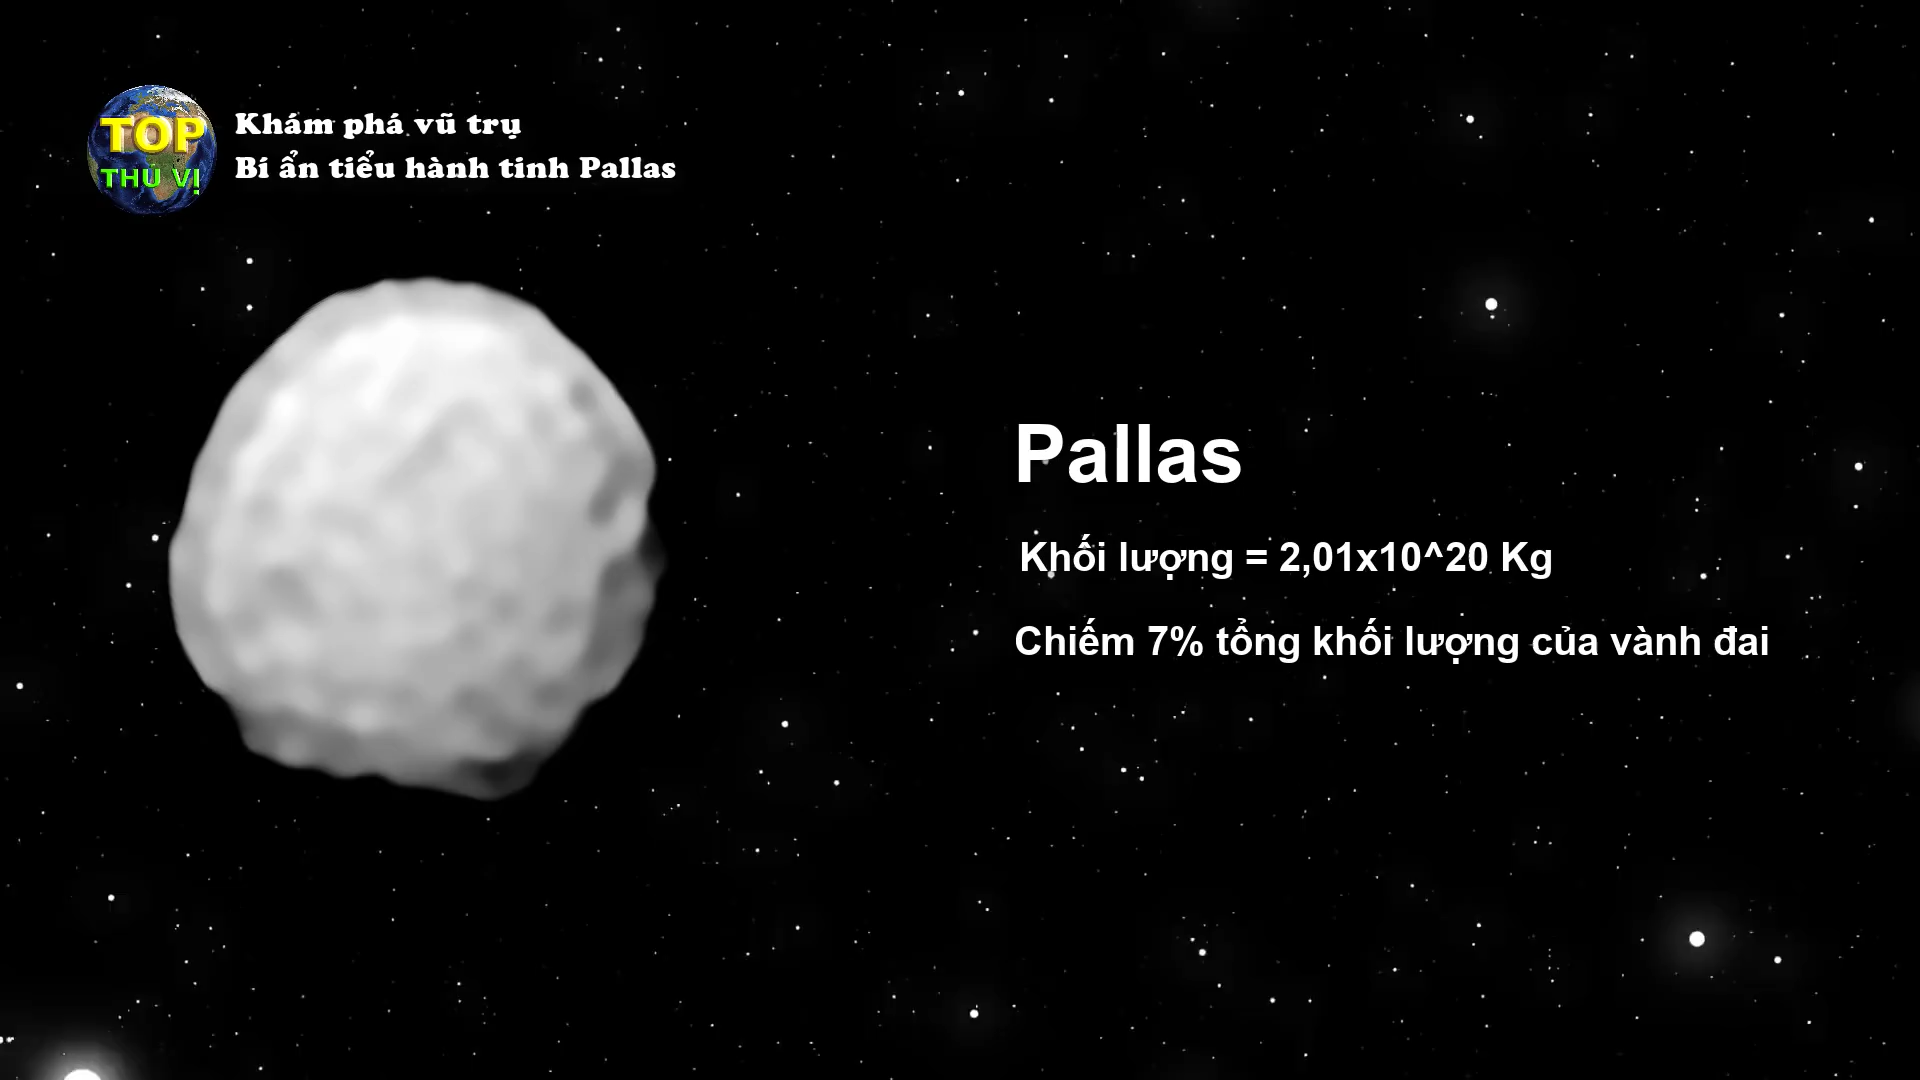 TOP
THÚ VỊ
Khám phá vũ trụ
Bí ẩn tiểu hành tinh Pallas
Pallas
Khối lượng = 2,01x10^20 Kg
Chiếm 7% tổng khối lượng của vành đai